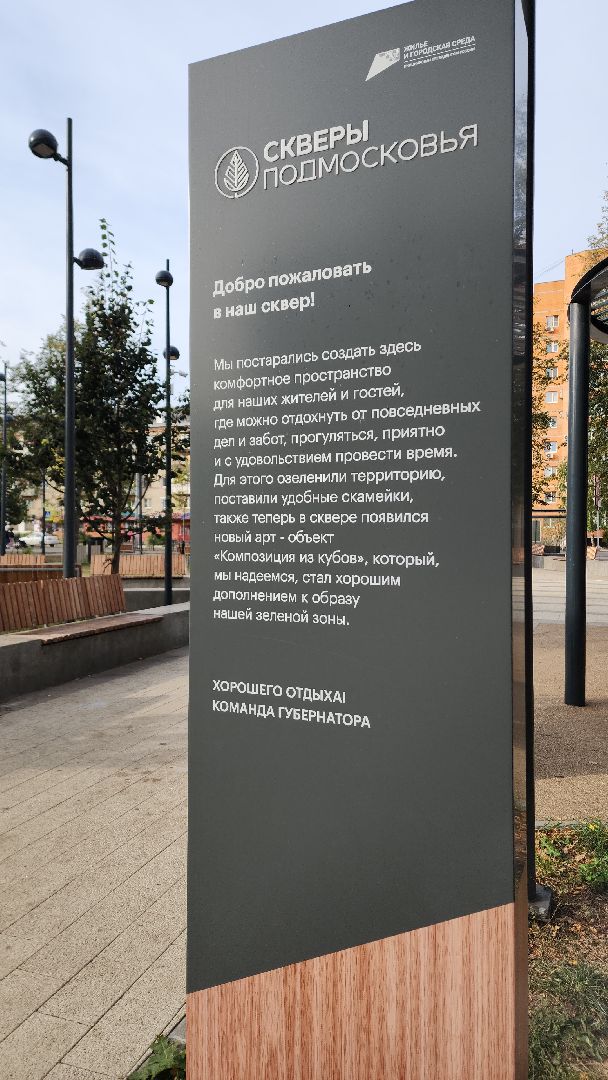 ЖИЛЬЕ
И ГОРОДСКАЯ СРЕДА
СКВЕРЫ
ПОДМОСКОВЬЯ
Добро пожаловать
в наш сквер!
Мы постарались создать здесь
комфортное пространство
для наших жителей и гостей,
где можно отдохнуть от повседневных
дел и забот, прогуляться, приятно
и с удовольствием провести время.
Для этого озеленили территорию,
поставили удобные скамейки,
также теперь в сквере появился
новый арт - объект
«Композиция из кубов», который,
мы надеемся, стал хорошим
дополнением к образу
нашей зеленой зоны.
ХОРОШЕГО ОТДЫХА!
КОМАНДА ГУБЕРНАТОРА